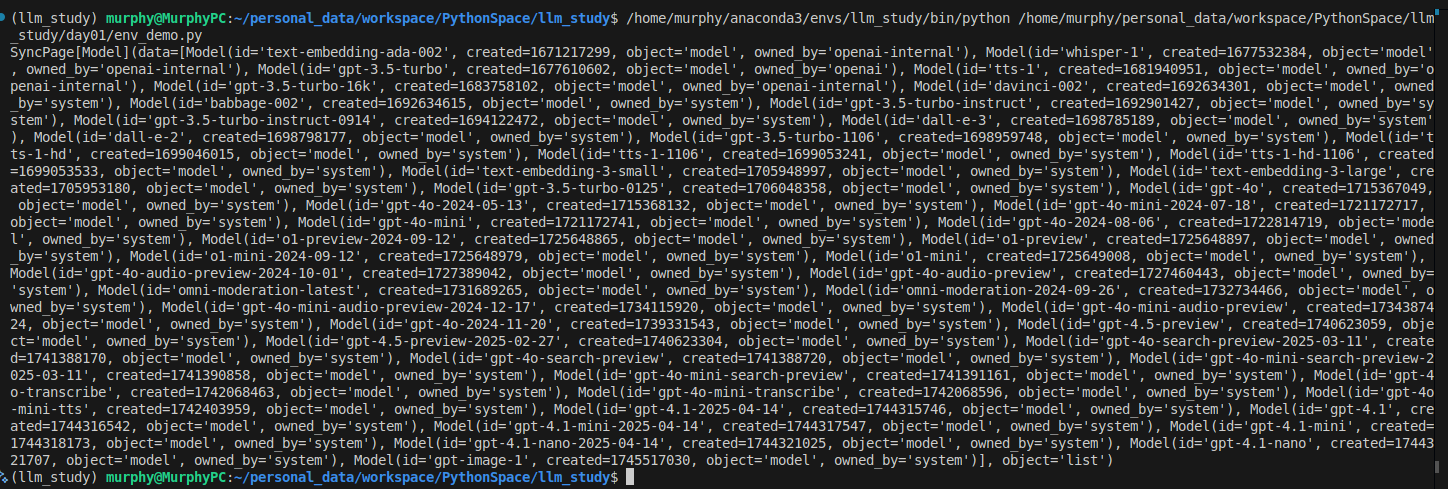 (llm_study) murphy@MurphyPC:~/personal_data/workspace/PythonSpace/llm_study$ /home/murphy/anaconda3/envs/llm_study/bin/python /home/murphy/personal_data/workspace/PythonSpace/llm
_study/day01/env_demo.py
SyncPage[Model](data=[Model(id='text-embedding-ada-002', created=1671217299, object='model', owned_by='openai-internal'), Model(id='whisper-1', created=1677532384, object='model'
, owned_by='openai-internal'), Model(id='gpt-3.5-turbo', created=1677610602, object='model', owned_by='openai'), Model(id='tts-1', created=1681940951, object='model', owned_by='o
penai-internal'), Model(id='gpt-3.5-turbo-16k', created=1683758102, object='model', owned_by='openai-internal'), Model(id='davinci-002', created=1692634301, object='model', owned
_by='system'), Model(id='babbage-002', created=1692634615, object='model', owned_by='system'), Model(id='gpt-3.5-turbo-instruct', created=1692901427, object='model', owned_by='sy
stem'), Model(id='gpt-3.5-turbo-instruct-0914', created=1694122472, object='model', owned_by='system'), Model(id='dall-e-3', created=1698785189, object='model', owned_by='system'
), Model(id='dall-e-2', created=1698798177, object='model', owned_by='system'), Model(id='gpt-3.5-turbo-1106', created=1698959748, object='model', owned_by='system'), Model(id='t
ts-1-hd', created=1699046015, object='model', owned_by='system'), Model(id='tts-1-1106', created=1699053241, object='model', owned_by='system'), Model(id='tts-1-hd-1106', created
=1699053533, object='model', owned_by='system'), Model(id='text-embedding-3-small', created=1705948997, object='model', owned_by='system'), Model(id='text-embedding-3-large', cre
ated=1705953180, object='model', owned_by='system'), Model(id='gpt-3.5-turbo-0125', created=1706048358, object='model', owned_by='system'), Model(id='gpt-4o', created=1715367049,
 object='model', owned_by='system'), Model(id='gpt-4o-2024-05-13', created=1715368132, object='model', owned_by='system'), Model(id='gpt-4o-mini-2024-07-18', created=1721172717,
object='model', owned_by='system'), Model(id='gpt-4o-mini', created=1721172741, object='model', owned_by='system'), Model(id='gpt-4o-2024-08-06', created=1722814719, object='mode
l', owned_by='system'), Model(id='o1-preview-2024-09-12', created=1725648865, object='model', owned_by='system'), Model(id='o1-preview', created=1725648897, object='model', owned
_by='system'), Model(id='o1-mini-2024-09-12', created=1725648979, object='model', owned_by='system'), Model(id='o1-mini', created=1725649008, object='model', owned_by='system'),
Model(id='gpt-4o-audio-preview-2024-10-01', created=1727389042, object='model', owned_by='system'), Model(id='gpt-4o-audio-preview', created=1727460443, object='model', owned_by=
'system'), Model(id='omni-moderation-latest', created=1731689265, object='model', owned_by='system'), Model(id='omni-moderation-2024-09-26', created=1732734466, object='model', o
wned_by='system'), Model(id='gpt-4o-mini-audio-preview-2024-12-17', created=1734115920, object='model', owned_by='system'), Model(id='gpt-4o-mini-audio-preview', created=17343874
24, object='model', owned_by='system'), Model(id='gpt-4o-2024-11-20', created=1739331543, object='model', owned_by='system'), Model(id='gpt-4.5-preview', created=1740623059, obje
ct='model', owned_by='system'), Model(id='gpt-4.5-preview-2025-02-27', created=1740623304, object='model', owned_by='system'), Model(id='gpt-4o-search-preview-2025-03-11', create
d=1741388170, object='model', owned_by='system'), Model(id='gpt-4o-search-preview', created=1741388720, object='model', owned_by='system'), Model(id='gpt-4o-mini-search-preview-2
025-03-11', created=1741390858, object='model', owned_by='system'), Model(id='gpt-4o-mini-search-preview', created=1741391161, object='model', owned_by='system'), Model(id='gpt-4
o-transcribe', created=1742068463, object='model', owned_by='system'), Model(id='gpt-4o-mini-transcribe', created=1742068596, object='model', owned_by='system'), Model(id='gpt-4o
-mini-tts', created=1742403959, object='model', owned_by='system'), Model(id='gpt-4.1-2025-04-14', created=1744315746, object='model', owned_by='system'), Model(id='gpt-4.1', cre
ated=1744316542, object='model', owned_by='system'), Model(id='gpt-4.1-mini-2025-04-14', created=1744317547, object='model', owned_by='system'), Model(id='gpt-4.1-mini', created=
1744318173, object='model', owned_by='system'), Model(id='gpt-4.1-nano-2025-04-14', created=1744321025, object='model', owned_by='system'), Model(id='gpt-4.1-nano', created=17443
21707, object='model', owned_by='system'), Model(id='gpt-image-1', created=1745517030, object='model', owned_by='system')], object='list')
(llm_study) murphy@MurphyPC:~/personal_data/workspace/PythonSpace/llm_study$